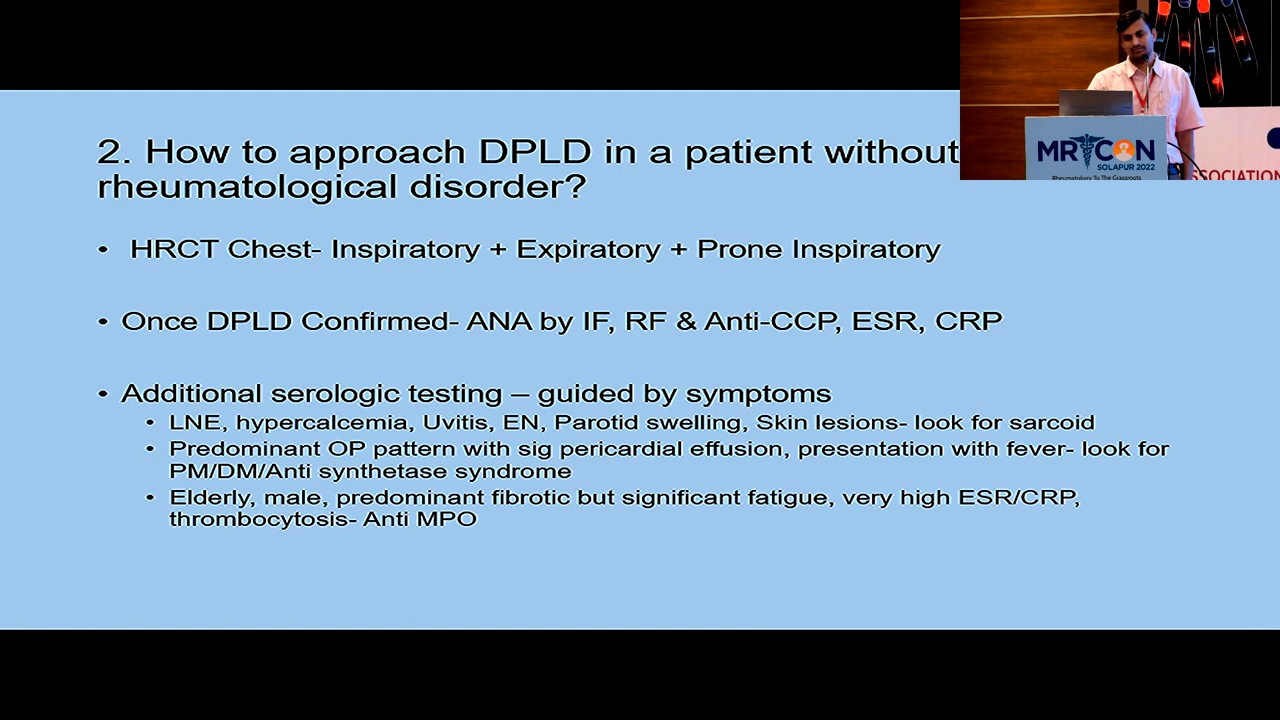 2. How to approach DPLD in a patient without
rheumatological disorder?
• HRCT Chest- Inspiratory + Expiratory + Prone Inspiratory
• Once DPLD Confirmed- ANA by IF, RF & Anti-CCP, ESR, CRP
• Additional serologic testing – guided by symptoms
• LNE, hypercalcemia, Uvitis, EN, Parotid swelling, Skin lesions- look for sarcoid
• Predominant OP pattern with sig pericardial effusion, presentation with fever- look for
PM/DM/Anti synthetase syndrome
• Elderly, male, predominant fibrotic but significant fatigue, very high ESR/CRP,
thrombocytosis- Anti MPO
MRCON
SOLAPUR 2022
Rheumatology To The Grassroots
SSOCIATION